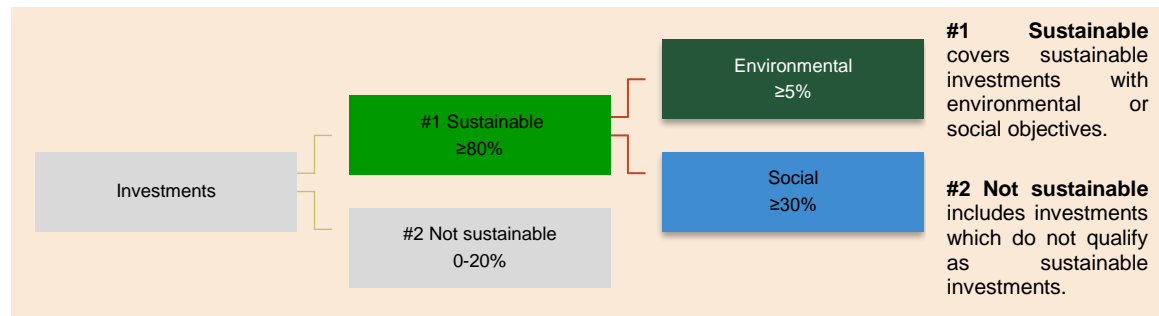 Investments
#1 Sustainable
≥80%
#2 Not sustainable
0-20%
Environmental
≥5%
Social
≥30%
#1 Sustainable
covers sustainable
investments with
environmental or
social objectives.
#2 Not sustainable
includes investments
which do not qualify
as sustainable
investments.